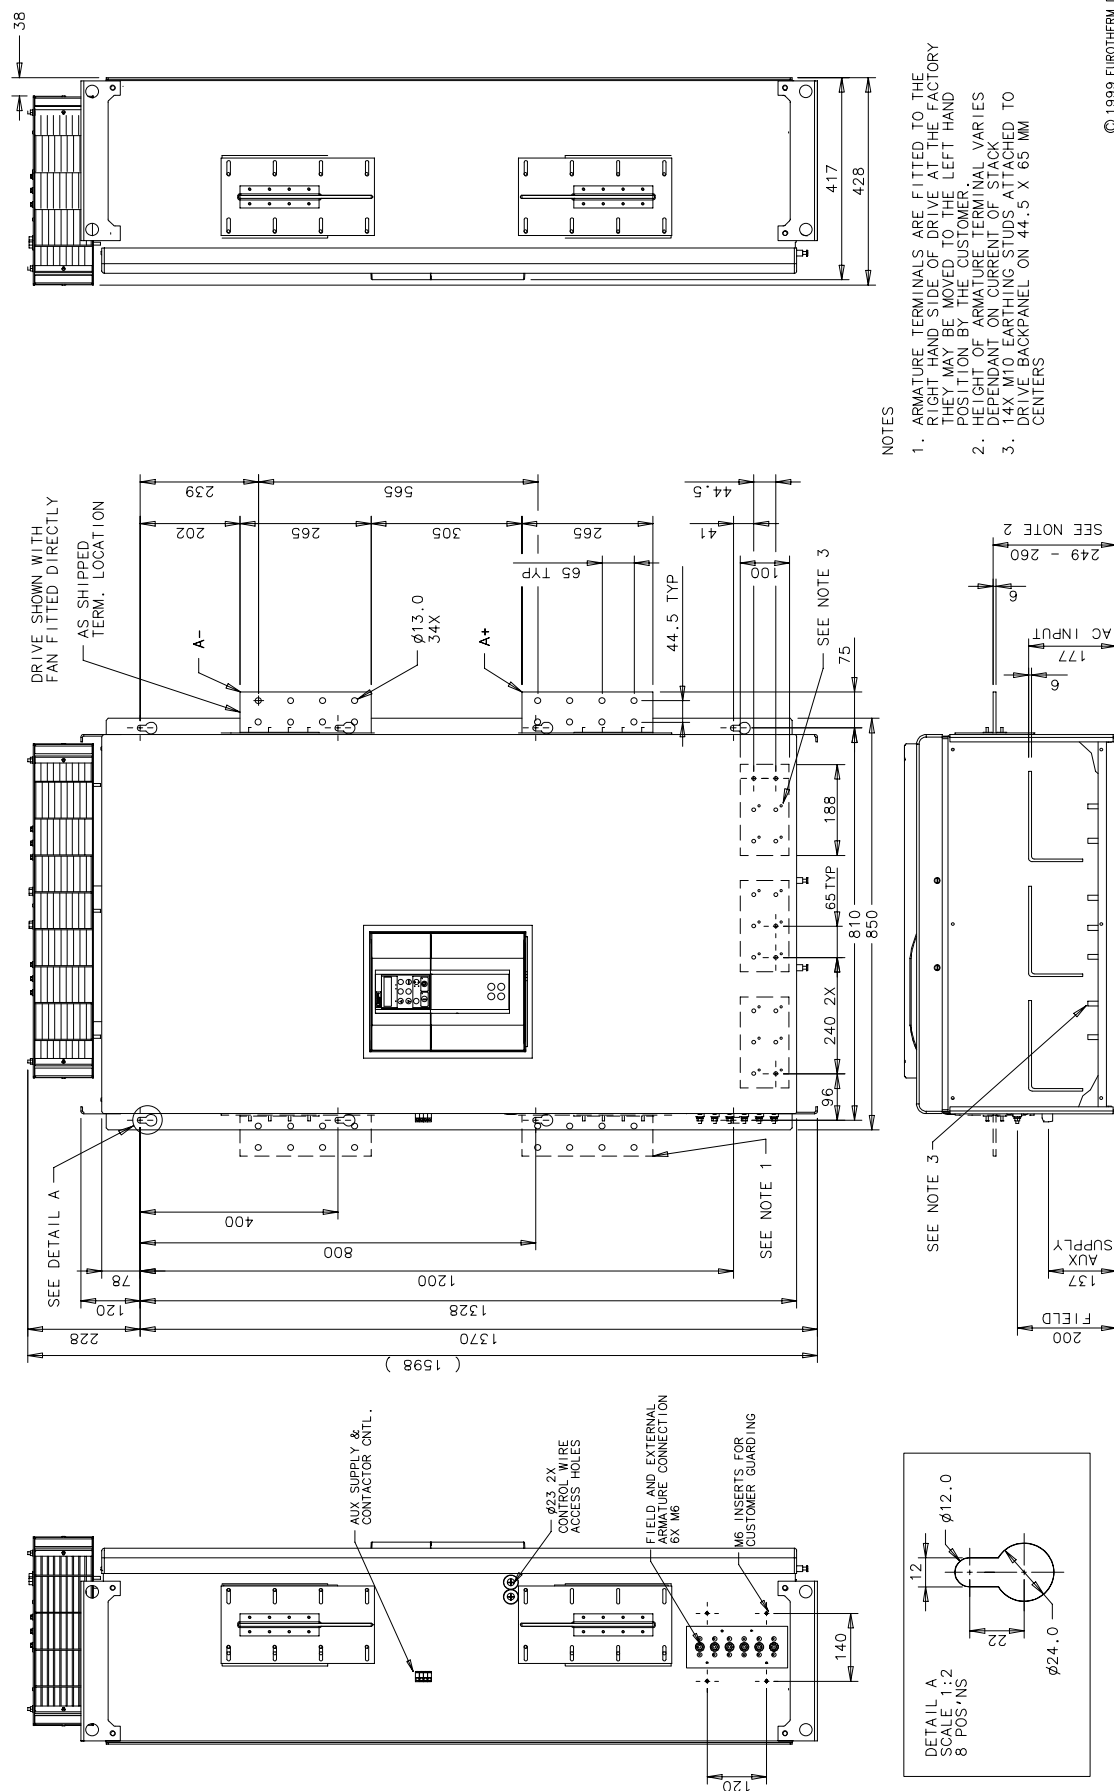 38
417
428
NOTES
1. ARMATURE TERMINALS ARE FITTED TO THE
RIGHT HAND SIDE OF DRIVE AT THE FACTORY
THEY MAY BE MOVED TO THE LEFT HAND
POSITION BY THE CUSTOMER.
2. HEIGHT OF ARMATURE TERMINAL VARIES
DEPENDANT ON CURRENT OF STACK
3. 14X M10 EARTHING STUDS ATTACHED TO
DRIVE BACKPANEL ON 44.5 X 65 MM
CENTERS
© 1999 EUROTHERM
DRIVE SHOWN WITH
FAN FITTED DIRECTLY
AS SHIPPED
TERM. LOCATION
A-
Ø13.0
34X
A+
239
565
44.5
202
265
305
265
41
65 TYP
100
44.5 TYP
SEE NOTE 3
75
188
65TYP
810
850
240 2X
96
SEE DETAIL A
SEE NOTE 1
400
800
78
1200
120
1328
228
1370
( 1598 )
249 - 260
SEE NOTE 2
6
177
AC INPUT
6
SEE NOTE 3
137
AUX
SUPPLY
200
FIELD
AUX SUPPLY &
CONTACTOR CNTL.
Ø23 2X
CONTROL WIRE
ACCESS HOLES
FIELD AND EXTERNAL
ARMATURE CONNECTION
6X M6
M6 INSERTS FOR
CUSTOMER GUARDING
140
120
DETAIL A
SCALE 1:2
8 POS'NS
12
Ø12.0
22
Ø24.0